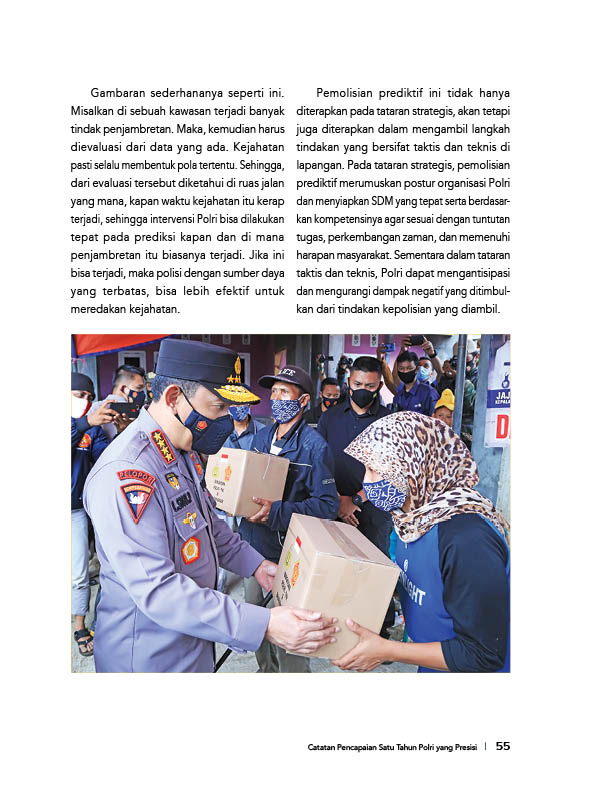 Gambaran sederhananya seperti ini.
Misalkan di sebuah kawasan terjadi banyak
tindak penjambretan. Maka, kemudian harus
dievaluasi dari data yang ada. Kejahatan
pasti selalu membentuk pola tertentu. Sehingga,
dari evaluasi tersebut diketahui di ruas jalan
yang mana, kapan waktu kejahatan itu kerap
terjadi, sehingga intervensi Polri bisa dilakukan
tepat pada prediksi kapan dan di mana
penjambretan itu biasanya terjadi. Jika ini
bisa terjadi, maka polisi dengan sumber daya
yang terbatas, bisa lebih efektif untuk
meredakan kejahatan.
Pemolisian prediktif ini tidak hanya
diterapkan pada tataran strategis, akan tetapi
juga diterapkan dalam mengambil langkah
tindakan yang bersifat taktis dan teknis di
lapangan. Pada tataran strategis, pemolisian
prediktif merumuskan postur organisasi Polri
dan menyiapkan SDM yang tepat serta berdasar-
kan kompetensinya agar sesuai dengan tuntutan
tugas, perkembangan zaman, dan memenuhi
harapan masyarakat. Sementara dalam tataran
taktis dan teknis, Polri dapat mengantisipasi
dan mengurangi dampak negatif yang ditimbul-
kan dari tindakan kepolisian yang diambil.
PELOPOR
Catatan Pencapaian Satu Tahun Polri yang Presisi | 55